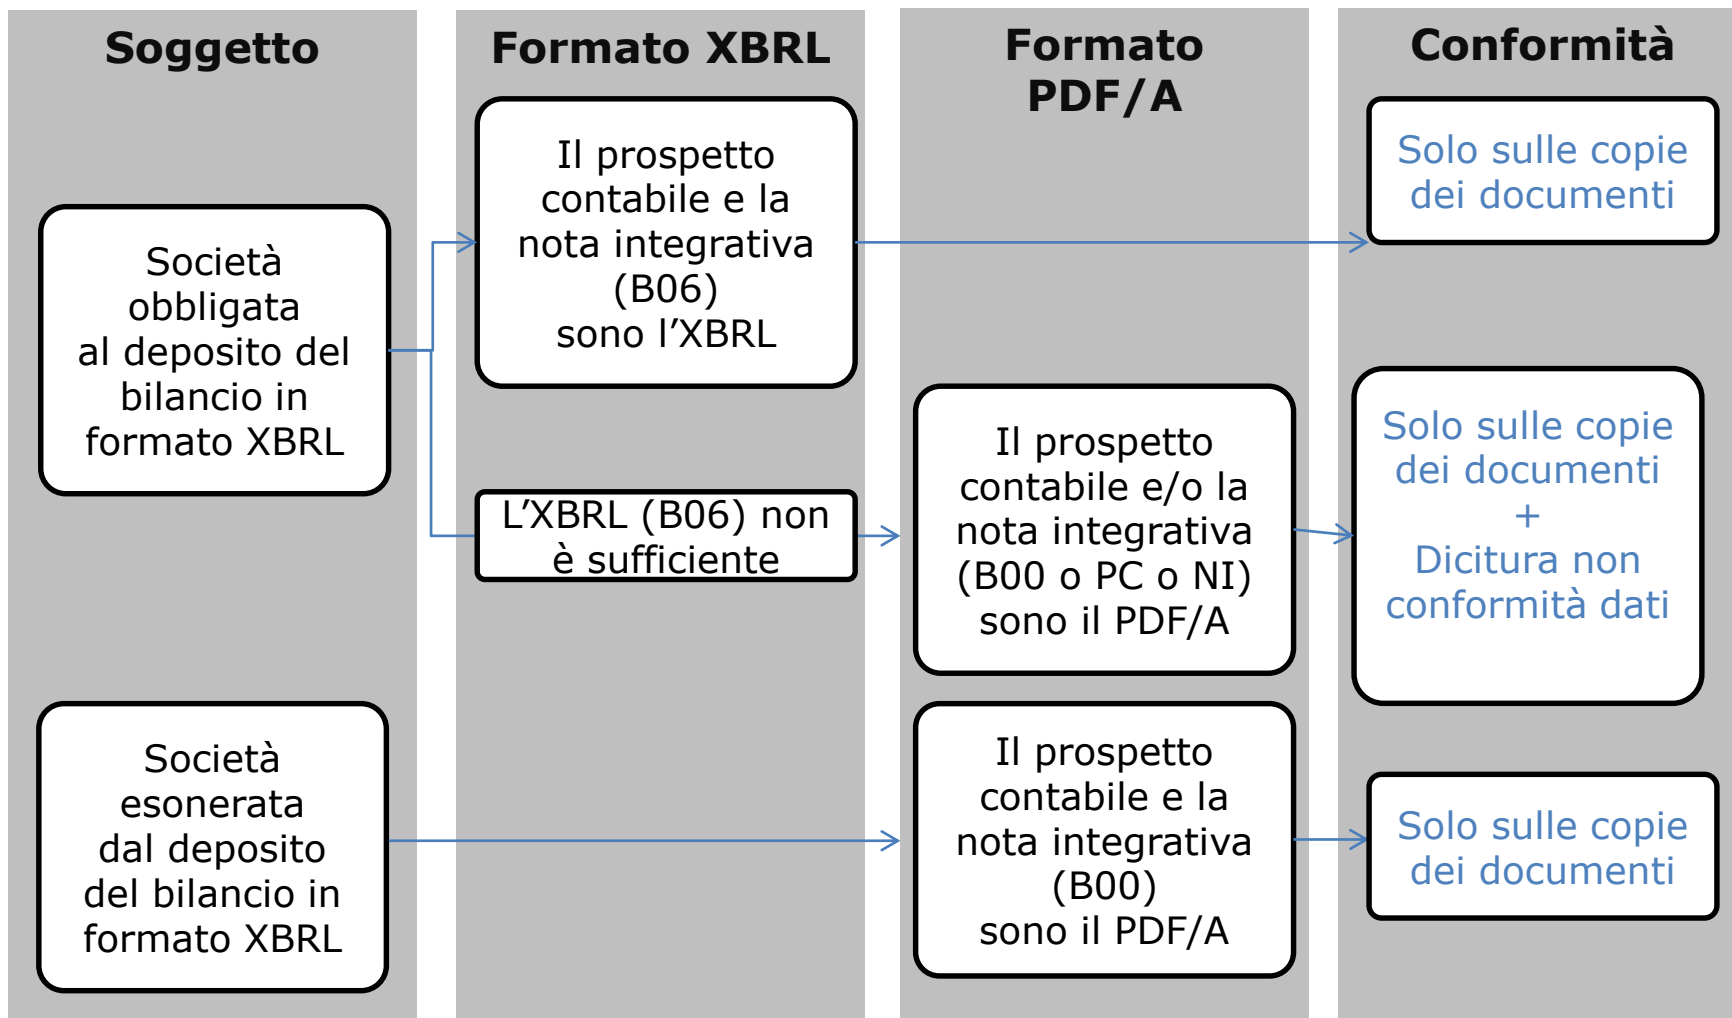 Soggetto
Formato XBRL
Formato
PDF/A
Conformità
Società
obbligata
al deposito del
bilancio in
formato XBRL
Il prospetto
contabile e la
nota integrativa
(B06)
sono l’XBRL
Solo sulle copie
dei documenti
L’XBRL (B06) non
è sufficiente
Il prospetto
contabile e/o la
nota integrativa
(B00 o PC o NI)
sono il PDF/A
Solo sulle copie
dei documenti
+
Dicitura non
conformità dati
Società
esonerata
dal deposito
del bilancio in
formato XBRL
Il prospetto
contabile e la
nota integrativa
(B00)
sono il PDF/A
Solo sulle copie
dei documenti